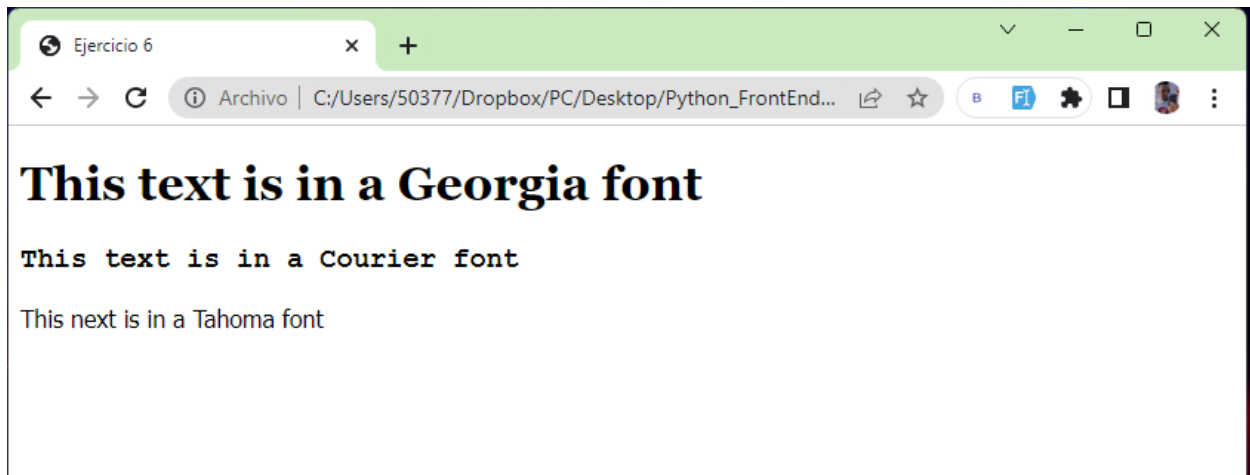 Ejercicio 6
Archivo | C:/Users/50377/Dropbox/PC/Desktop/Python_FrontEnd...
B FI
This text is in a Georgia font
This text is in a Courier font
This next is in a Tahoma font